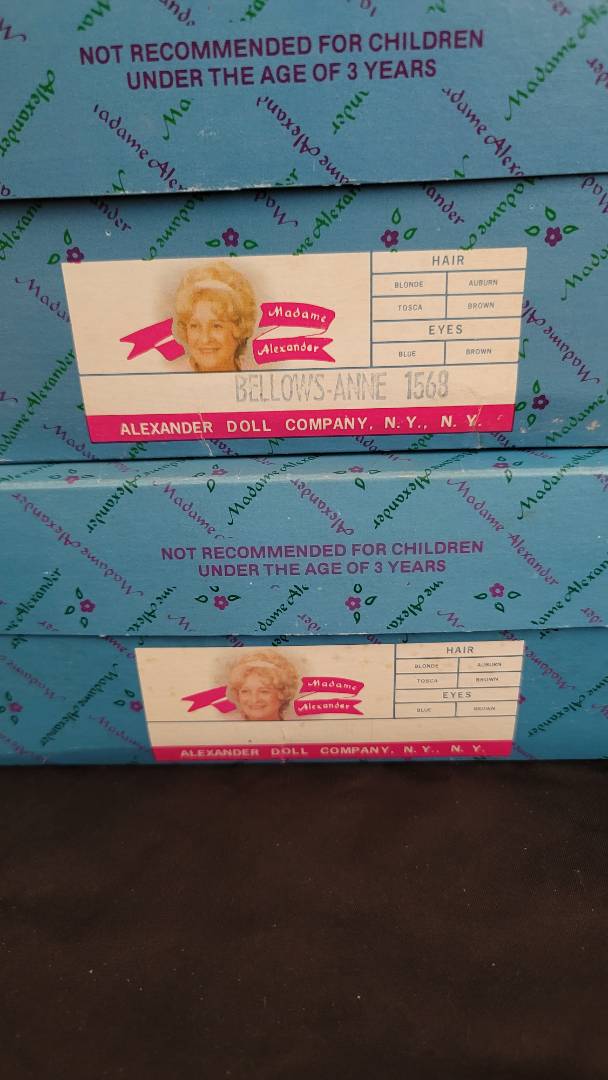 NOT RECOMMENDED FOR CHILDREN
UNDER THE AGE OF 3 YEARS
Madame Alexander
HAIR
BLONDE AUBURN
TOSCA BROWN
EYES
BLUE BROWN
Madame
Alexander
BELLOWS-ANNE 1568
ALEXANDER DOLL COMPANY, N.Y., N.Y.
NOT RECOMMENDED FOR CHILDREN
UNDER THE AGE OF 3 YEARS
HAIR
BLONDE AUBURN
TOSCA BROWN
EYES
BLUE BROWN
Madame
Alexander
ALEXANDER DOLL COMPANY, N.Y., N.Y.